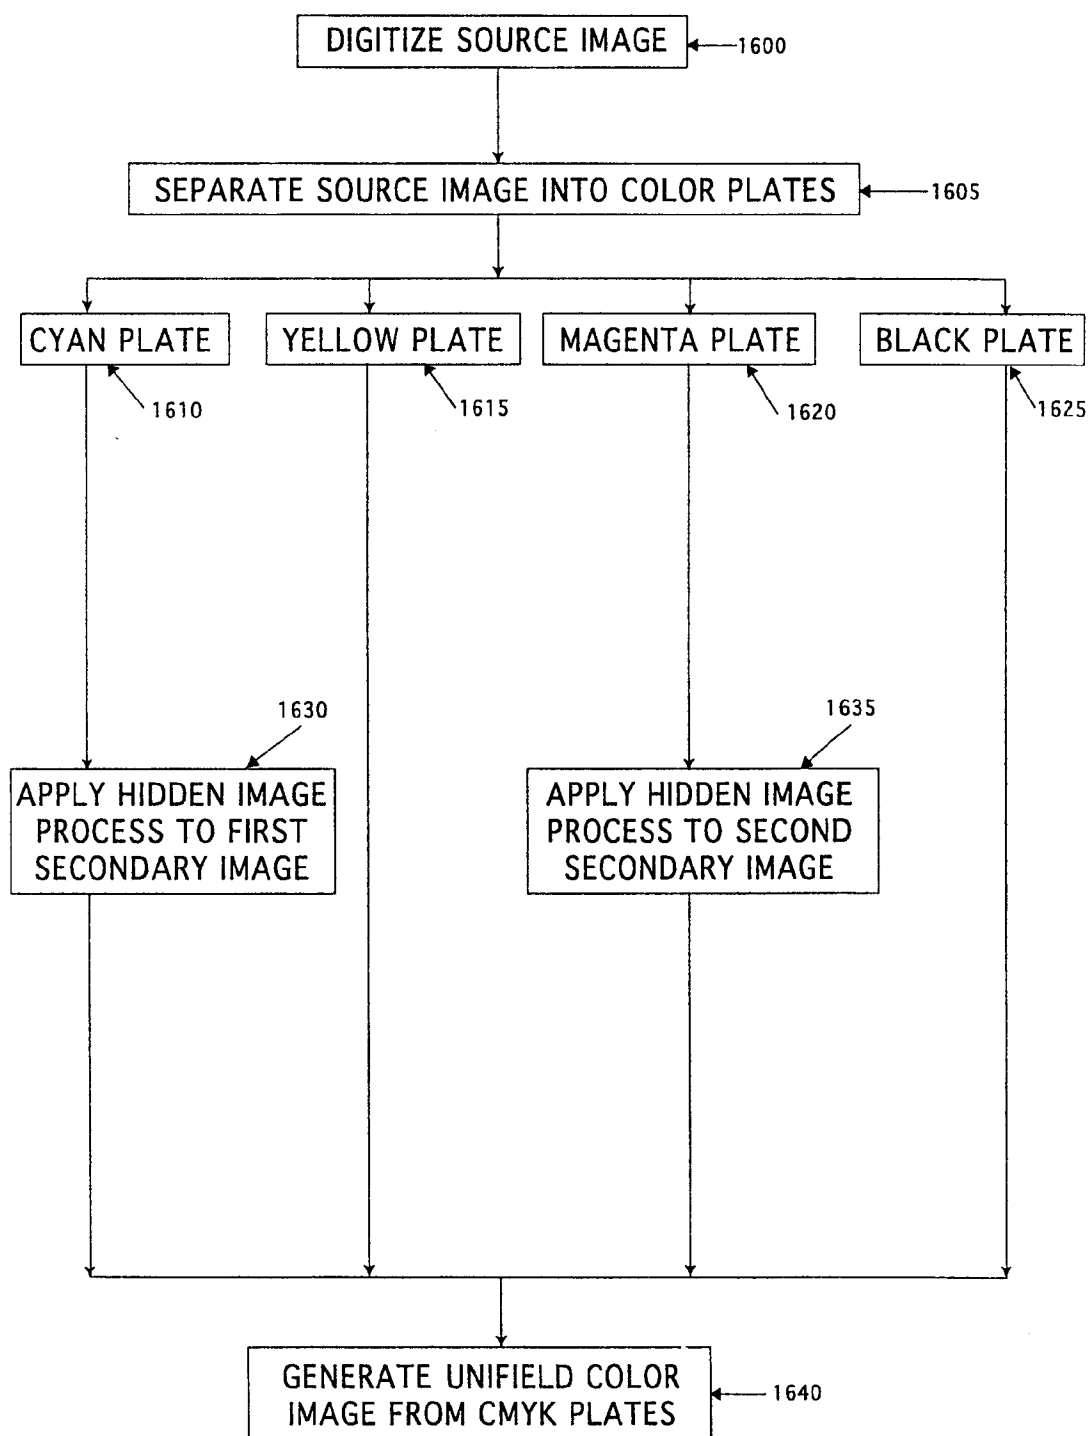 DIGITIZE SOURCE IMAGE
1600
SEPARATE SOURCE IMAGE INTO COLOR PLATES
1605
CYAN PLATE
YELLOW PLATE
MAGENTA PLATE
BLACK PLATE
1610
1615
1620
1625
1630
1635
APPLY HIDDEN IMAGE
PROCESS TO FIRST
SECONDARY IMAGE
APPLY HIDDEN IMAGE
PROCESS TO SECOND
SECONDARY IMAGE
GENERATE UNIFIELD COLOR
IMAGE FROM CMYK PLATES
1640